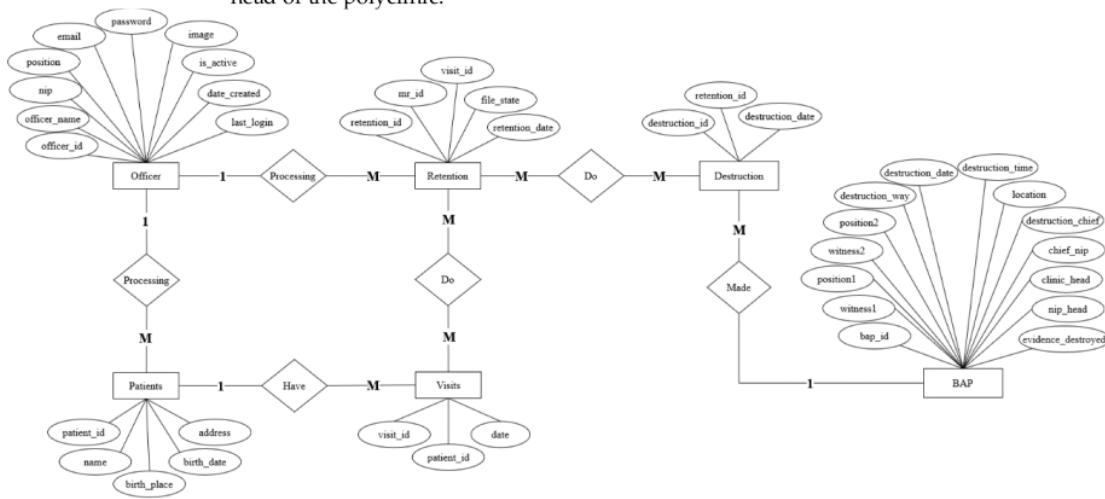 head of the polyclinic.
password
email
image
position
is_active
nip
date_created
officer_name
last_login
officer_id
visit_id
mr_id
file_state
retention_id
retention_date
retention_id
destruction_id
destruction_date
Officer
1
Processing
M
Retention
M
Do
M
Destruction
destruction_date
destruction_time
destruction_way
location
position2
destruction_chief
witness2
chief_nip
position1
clinic_head
witness1
nip_head
bap_id
evidence_destroyed
1
M
M
Processing
Do
Made
M
M
Patients
1
Have
M
Visits
1
BAP
patient_id
address
name
birth_date
birth_place
visit_id
date
patient_id